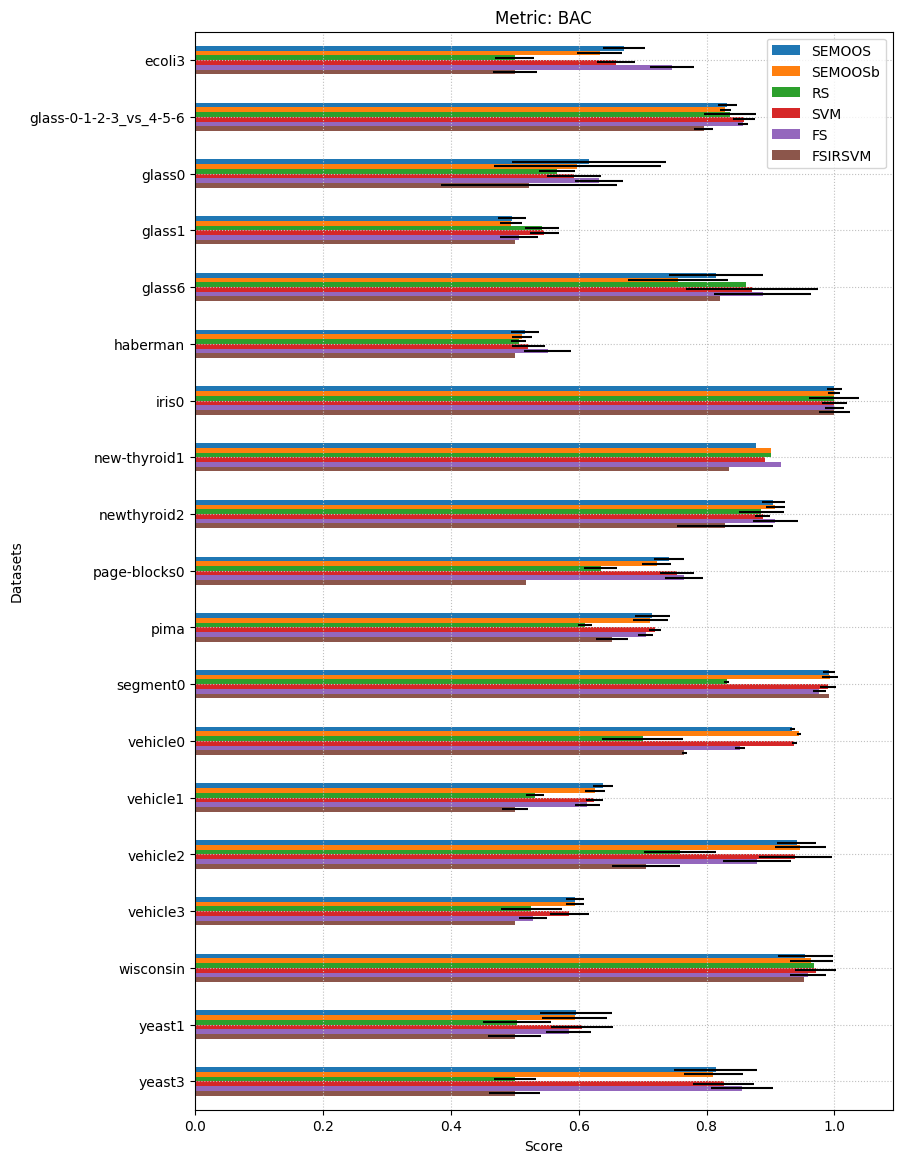 Metric: BAC
SEMOOS
SEMOOSb
RS
SVM
FS
FSIRSVM
Datasets
ecoli3
glass-0-1-2-3_vs_4-5-6
glass0
glass1
glass6
haberman
iris0
new-thyroid1
newthyroid2
page-blocks0
pima
segment0
vehicle0
vehicle1
vehicle2
vehicle3
wisconsin
yeast1
yeast3
0.0 0.2 0.4 0.6 0.8 1.0
Score